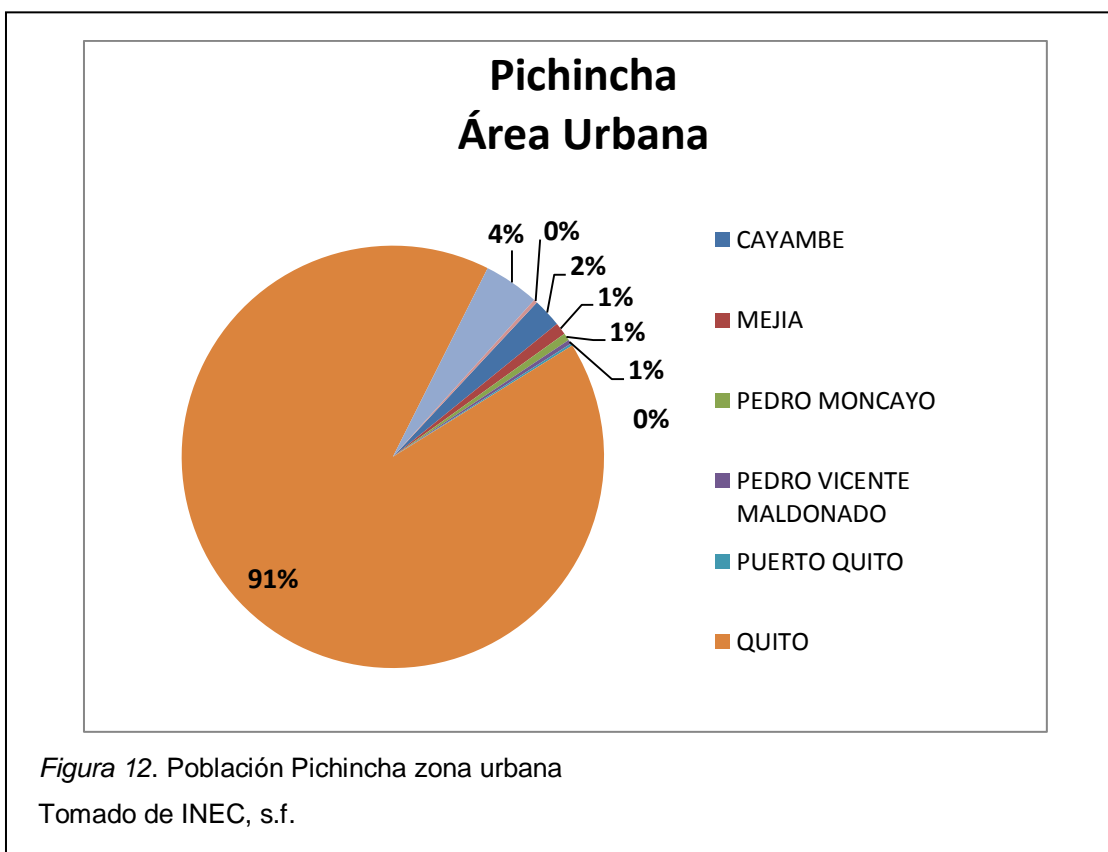 Pichincha
Área Urbana
4%
0%
2%
1%
1%
1%
0%
91%
CAYAMBE
MEJIA
PEDRO MONCAYO
PEDRO VICENTE
MALDONADO
PUERTO QUITO
QUITO
Figura 12. Población Pichincha zona urbana
Tomado de INEC, s.f.